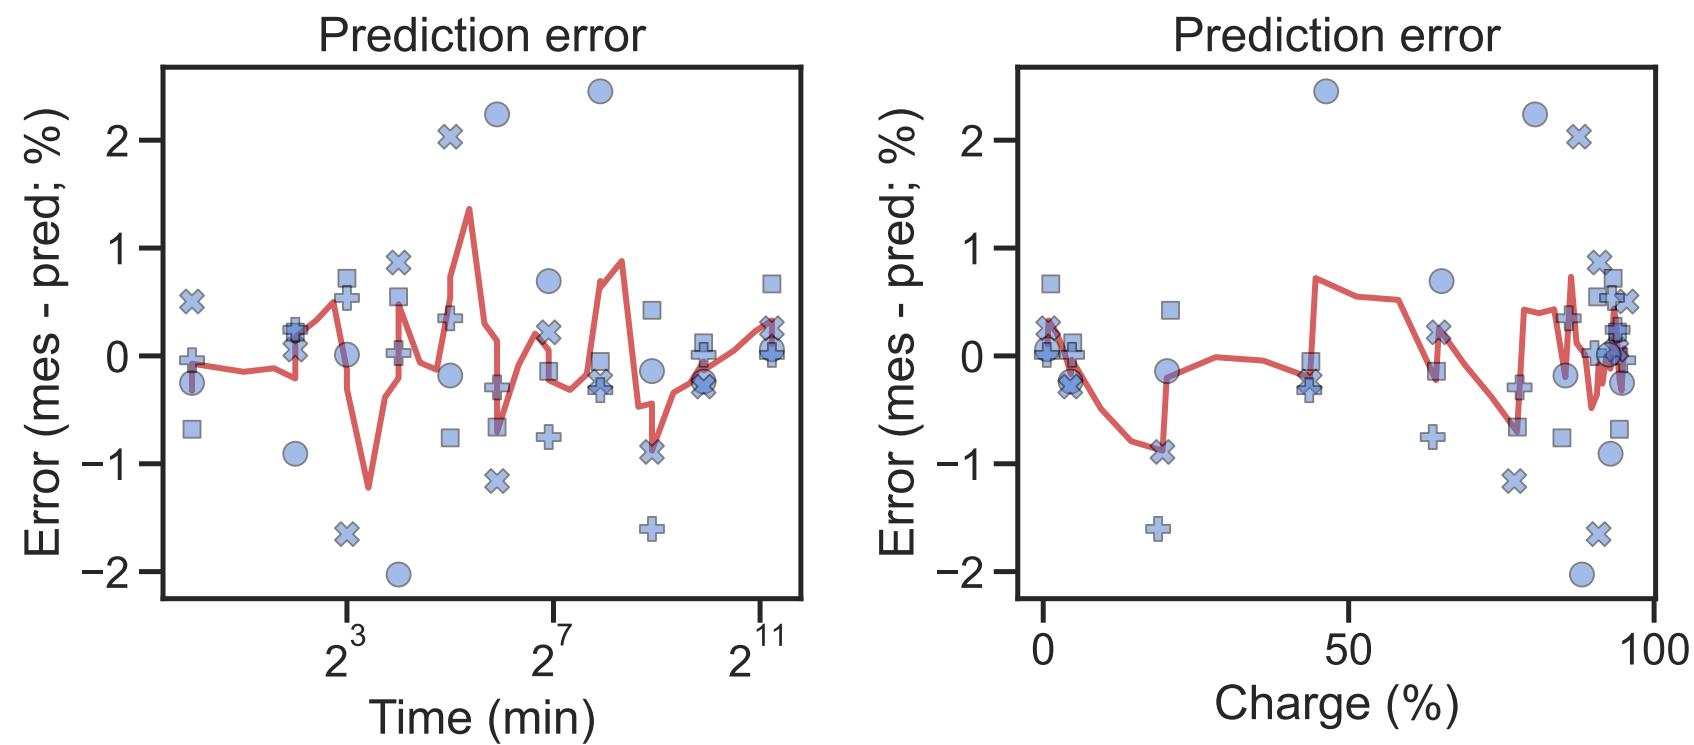 Prediction error
Error (mes - pred; %)
2
1
0
−1
−2
2^3
2^7
2^11
Time (min)
Prediction error
Error (mes - pred; %)
2
1
0
−1
−2
0
50
100
Charge (%)